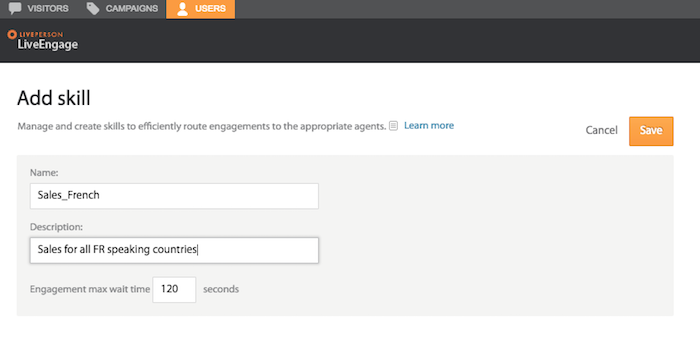 VISITORS CAMPAIGNS USERS
LIVEPERSON
LiveEngage
Add skill
Manage and create skills to efficiently route engagements to the appropriate agents. Learn more
Cancel Save
Name:
Sales_French
Description:
Sales for all FR speaking countries
Engagement max wait time 120 seconds